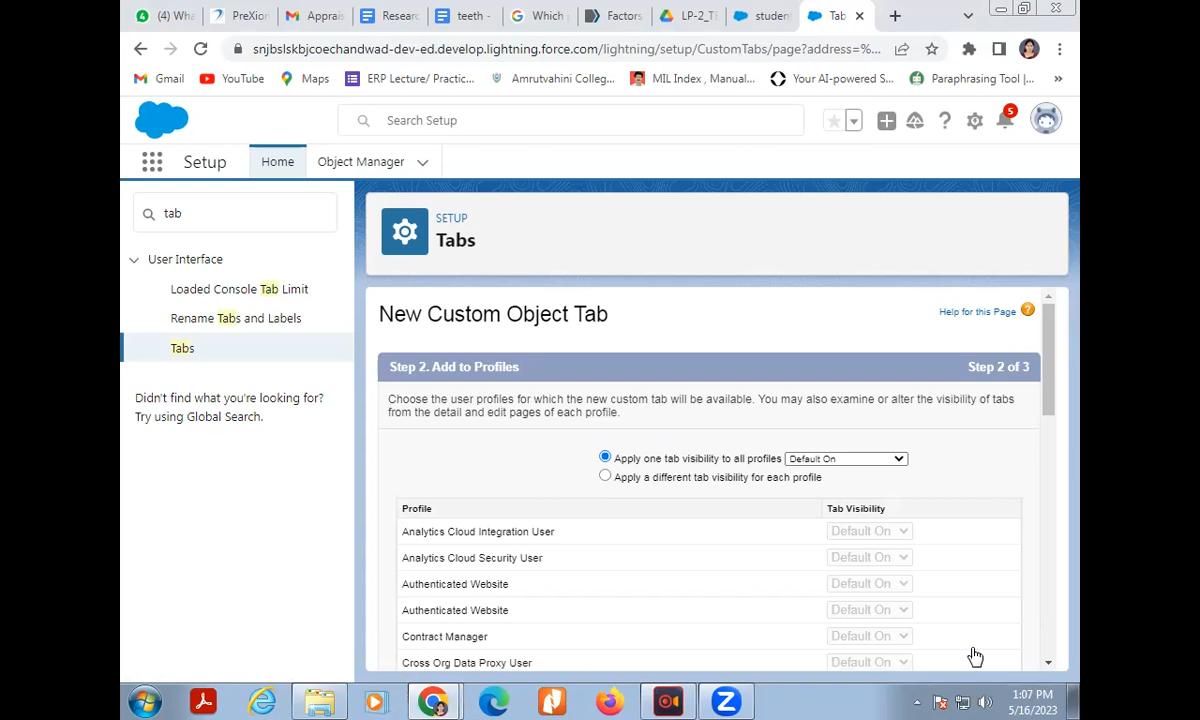 (4) Wha
PreXion
Apprais
Researc
teeth -
Which
Factors
LP-2_TE
student
Tab
snjbslskbjcoechandwad-dev-ed.develop.lightning.force.com/lightning/setup/CustomTabs/page?address=%...
Gmail
YouTube
Maps
ERP Lecture/ Practic...
Amrutvahini Colleg...
MIL Index , Manual...
Your AI-powered S...
Paraphrasing Tool |...
»
Search Setup
5
Setup
Home
Object Manager
tab
User Interface
Loaded Console Tab Limit
Rename Tabs and Labels
Tabs
Didn't find what you're looking for?
Try using Global Search.
SETUP
Tabs
New Custom Object Tab
Help for this Page
Step 2. Add to Profiles
Step 2 of 3
Choose the user profiles for which the new custom tab will be available. You may also examine or alter the visibility of tabs
from the detail and edit pages of each profile.
Apply one tab visibility to all profiles Default On
Apply a different tab visibility for each profile
Profile Tab Visibility
Analytics Cloud Integration User Default On
Analytics Cloud Security User Default On
Authenticated Website Default On
Authenticated Website Default On
Contract Manager Default On
Cross Org Data Proxy User Default On
1:07 PM
5/16/2023